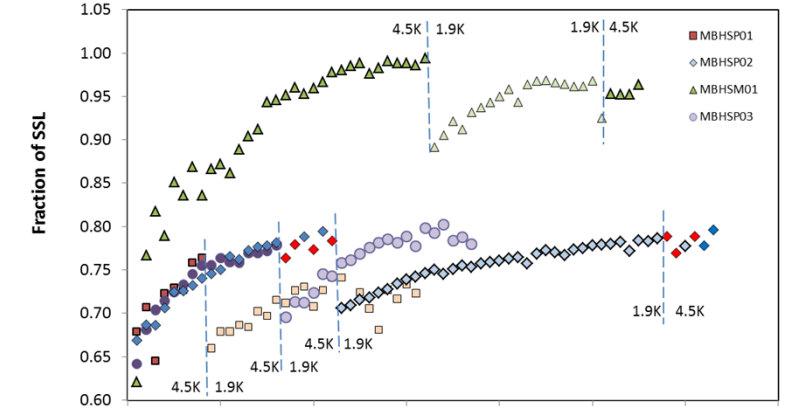 1.05
4.5K 1.9K
1.9K 4.5K
MBHSP01
1.00
MBHSP02
0.95
MBHSM01
0.90
MBHSP03
0.85
Fraction of SSL
0.80
0.75
0.70
1.9K 4.5K
4.5K 1.9K
0.65
4.5K 1.9K
4.5K 1.9K
0.60